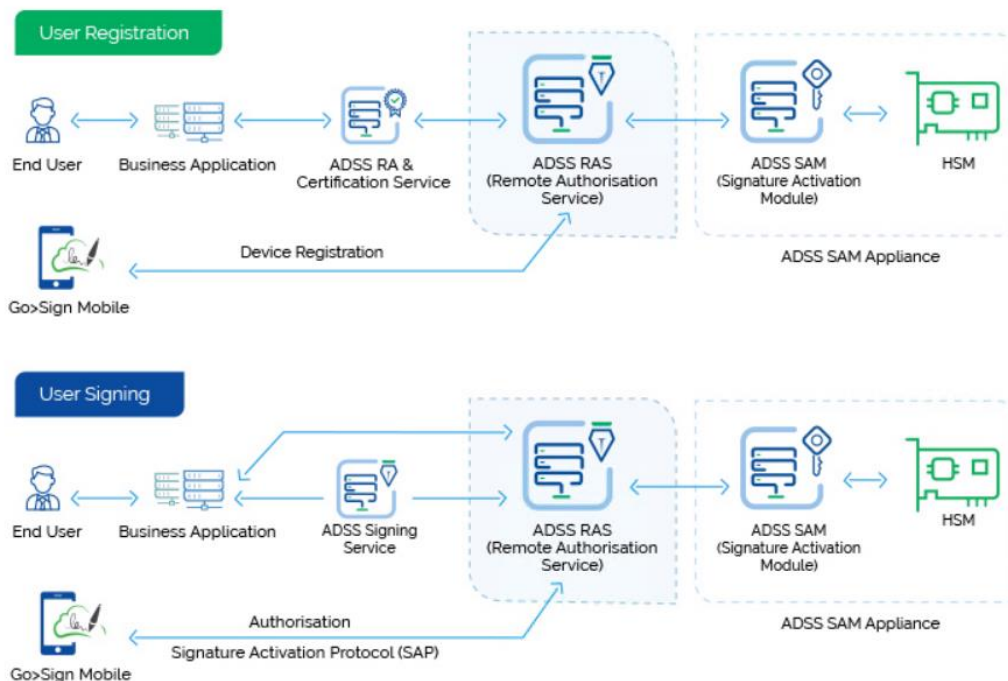 User Registration
End User
Business Application
ADSS RA &
Certification Service
ADSS RAS
(Remote Authorisation
Service)
ADSS SAM
(Signature Activation
Module)
HSM
Device Registration
ADSS SAM Appliance
Go>Sign Mobile
User Signing
End User
Business Application
ADSS Signing
Service
ADSS RAS
(Remote Authorisation
Service)
ADSS SAM
(Signature Activation
Module)
HSM
Authorisation
Signature Activation Protocol (SAP)
ADSS SAM Appliance
Go>Sign Mobile